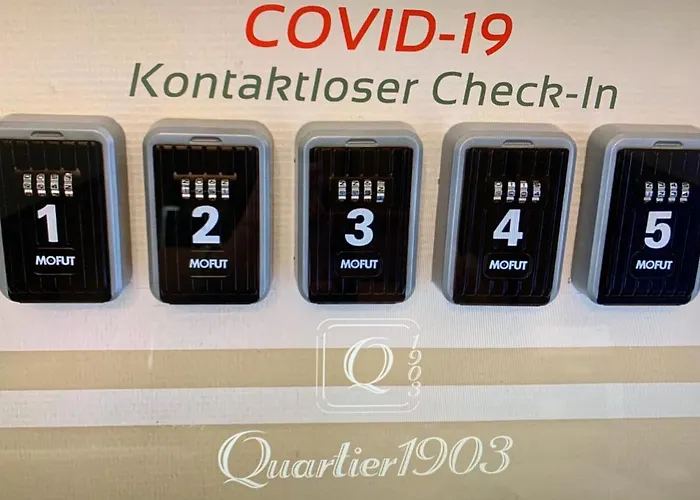 COVID-19
Kontaktloser Check-In
1
MOFUT
2
MOFUT
3
MOFUT
4
MOFUT
5
MOFUT
Q 1903
Quartier1903